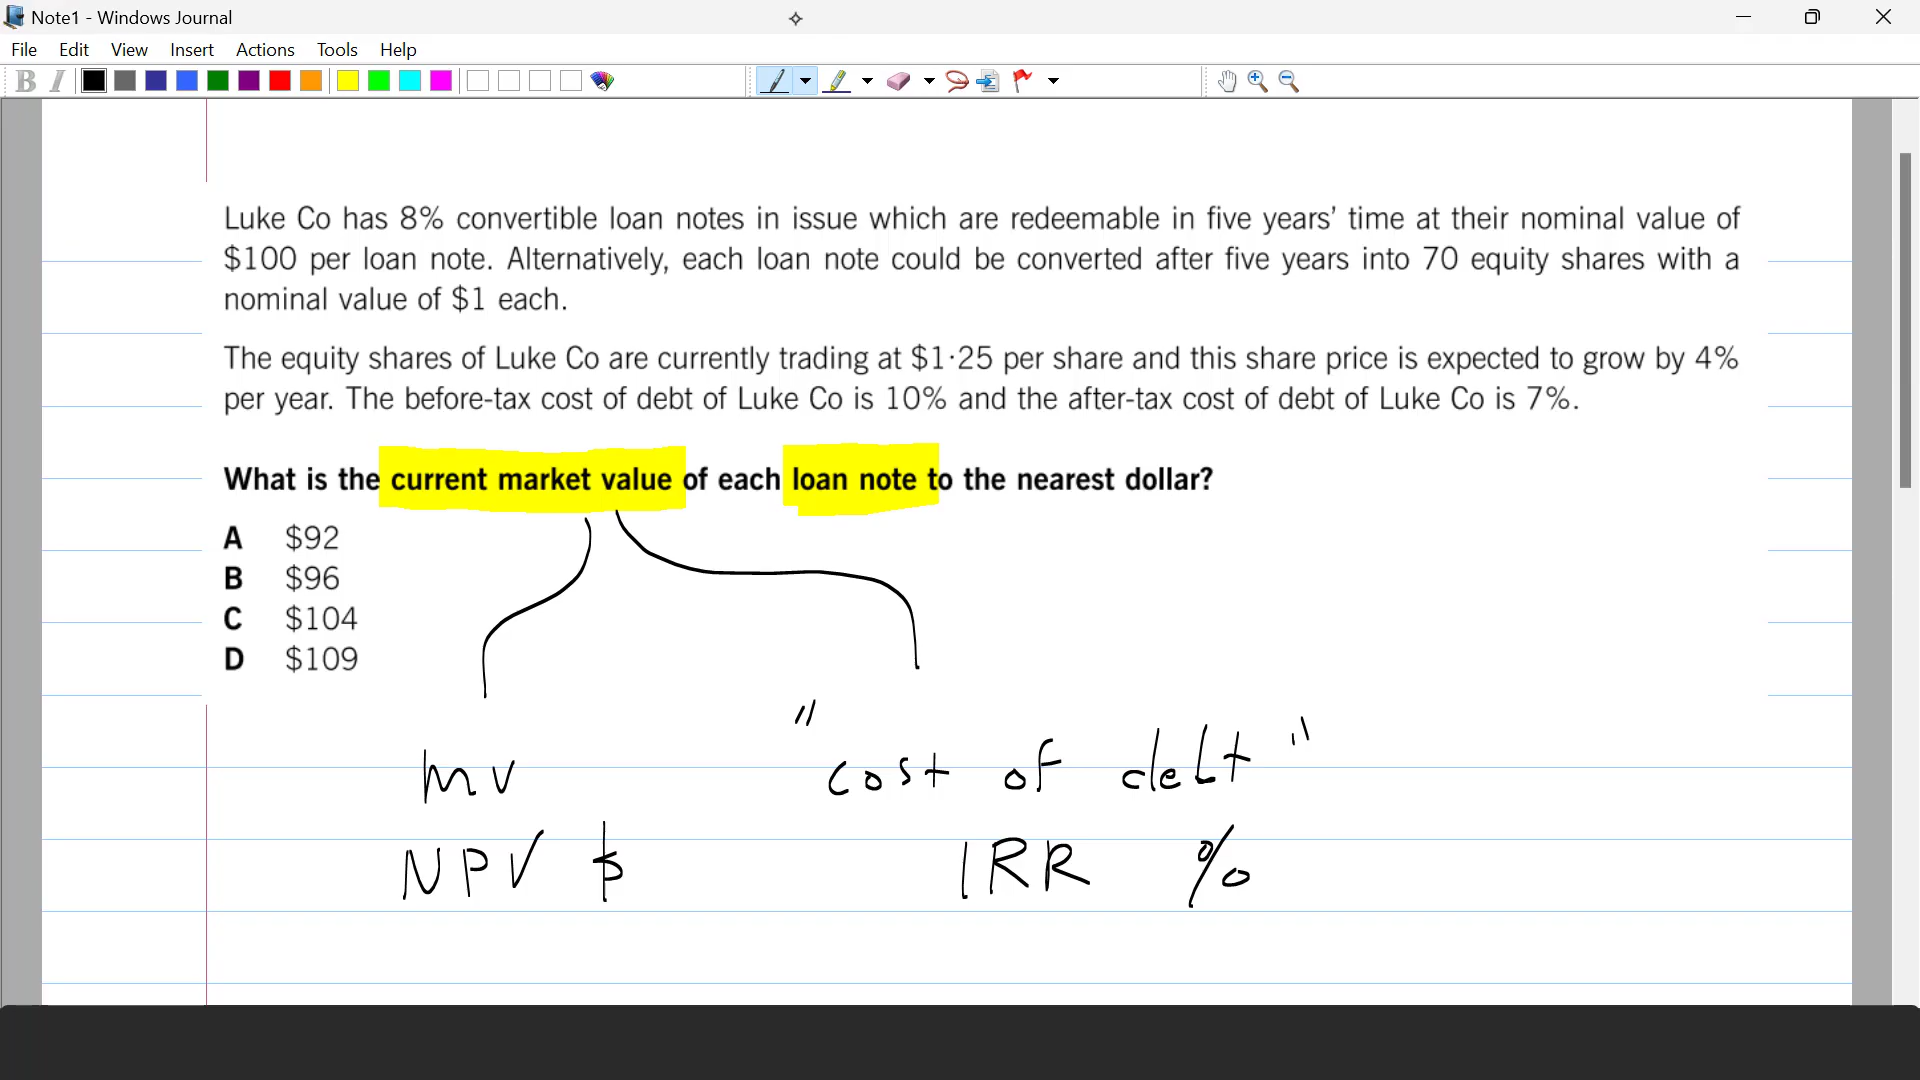 Note1 - Windows Journal
File Edit View Insert Actions Tools Help
B I
Luke Co has 8% convertible loan notes in issue which are redeemable in five years' time at their nominal value of
$100 per loan note. Alternatively, each loan note could be converted after five years into 70 equity shares with a
nominal value of $1 each.
The equity shares of Luke Co are currently trading at $1·25 per share and this share price is expected to grow by 4%
per year. The before-tax cost of debt of Luke Co is 10% and the after-tax cost of debt of Luke Co is 7%.
What is the current market value of each loan note to the nearest dollar?
A $92
B $96
C $104
D $109
mv "cost of debt"
NPV $ IRR %